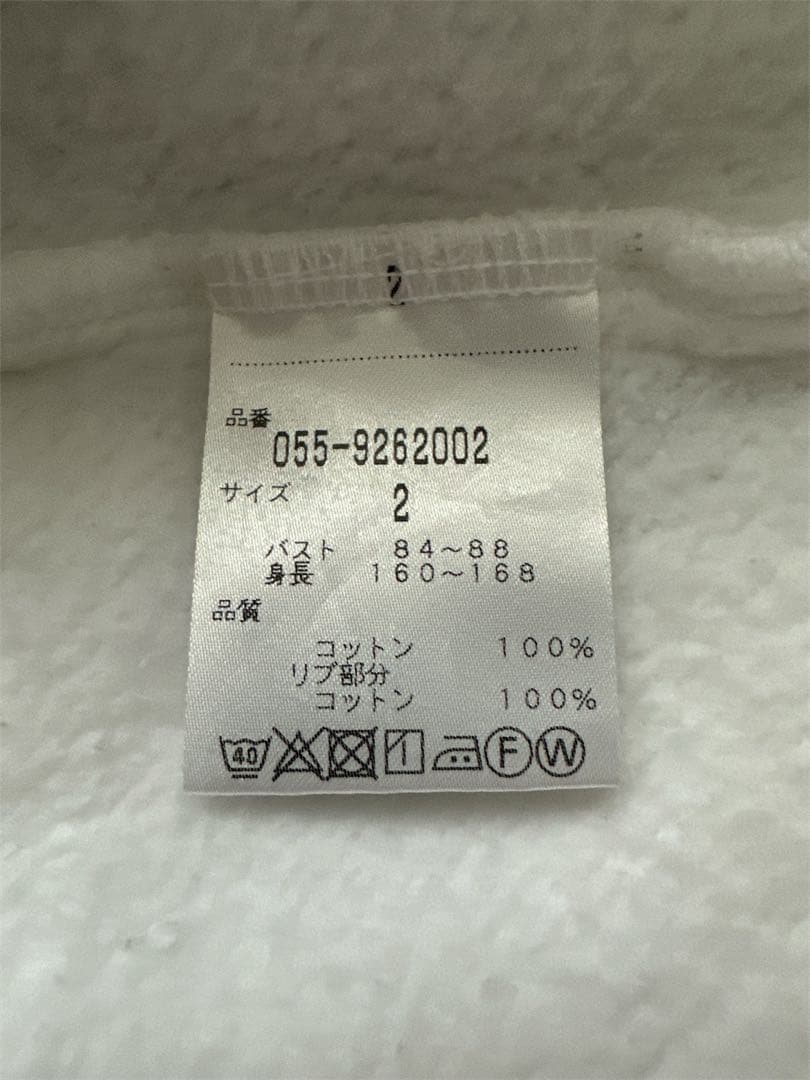 2
品番
055-9262002
サイズ
2
バスト 84~88
身長 160~168
品質
コットン 100%
リブ部分
コットン 100%
40 F W